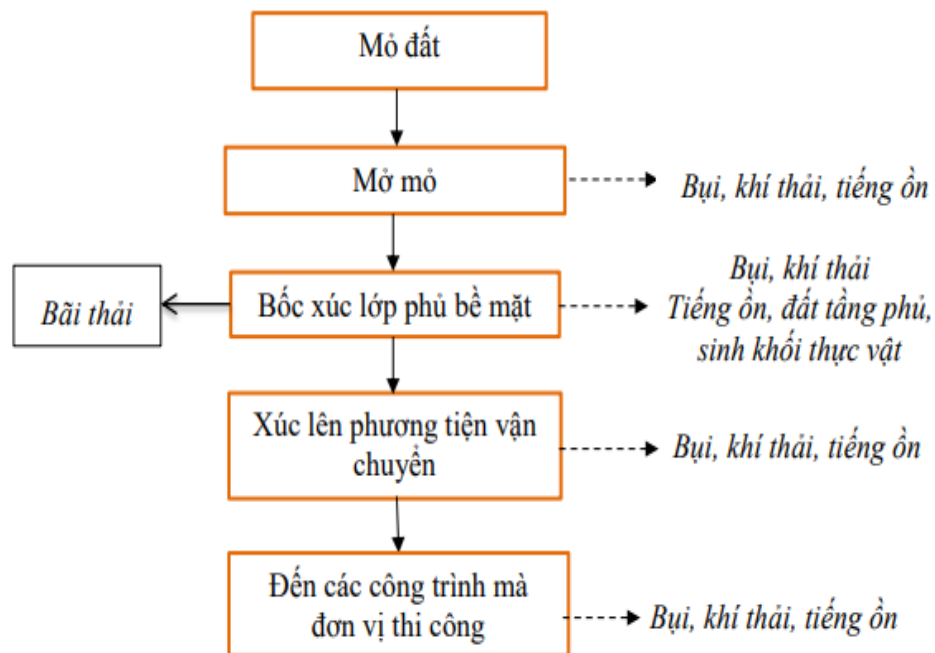 Mỏ đất
Mở mỏ
Bụi, khí thải, tiếng ồn
Bãi thải
Bốc xúc lớp phủ bề mặt
Bụi, khí thải
Tiếng ồn, đất tầng phủ,
sinh khối thực vật
Xúc lên phương tiện vận
chuyển
Bụi, khí thải, tiếng ồn
Đến các công trình mà
đơn vị thi công
Bụi, khí thải, tiếng ồn